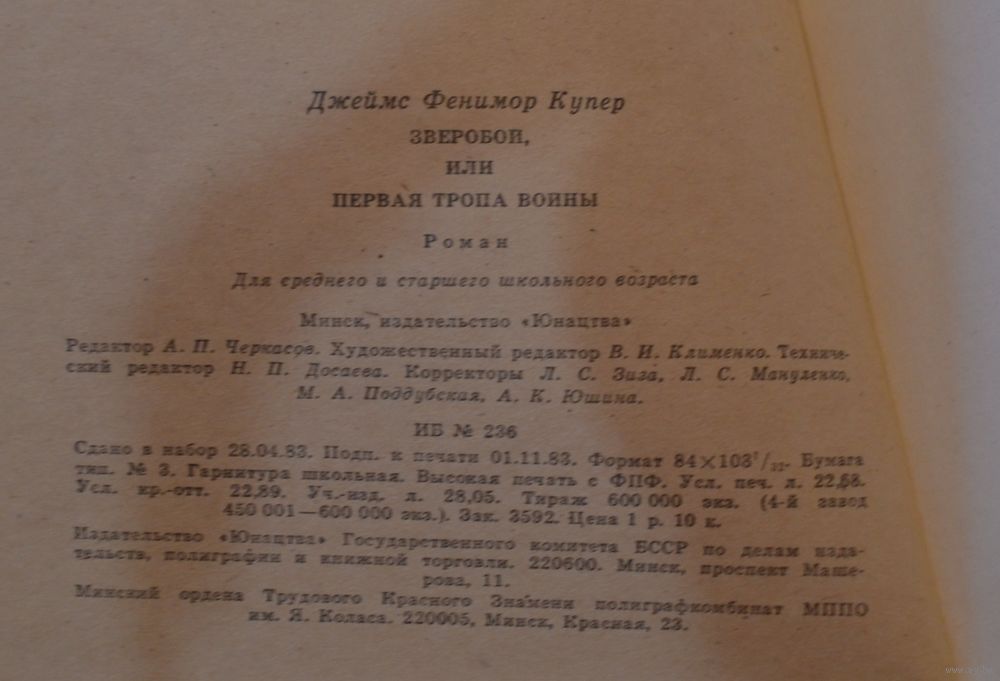 Джеймс Фенимор Купер
ЗВЕРОБОЙ,
ИЛИ
ПЕРВАЯ ТРОПА ВОЙНЫ
Роман
Для среднего и старшего школьного возраста
Минск, издательство «Юнацтва»
Редактор А. П. Черкасов. Художественный редактор В. И. Клименко. Техниче-
ский редактор Н. П. Досаева. Корректоры Л. С. Зига, Л. С. Мануленко,
М. А. Поддубская, А. К. Юшина.
ИБ № 236
Сдано в набор 28.04.83. Подп. к печати 01.11.83. Формат 84×108¹/₃₂. Бумага
тип. № 3. Гарнитура школьная. Высокая печать с ФПФ. Усл. печ. л. 22,68.
Усл. кр.-отт. 22,89. Уч.-изд. л. 28,05. Тираж 600 000 экз. (4-й завод
450 001—600 000 экз.). Зак. 3592. Цена 1 р. 10 к.
Издательство «Юнацтва» Государственного комитета БССР по делам изда-
тельств, полиграфии и книжной торговли. 220600. Минск, проспект Маше-
рова, 11.
Минский ордена Трудового Красного Знамени полиграфкомбинат МППО
им. Я. Коласа. 220005, Минск, Красная, 23.